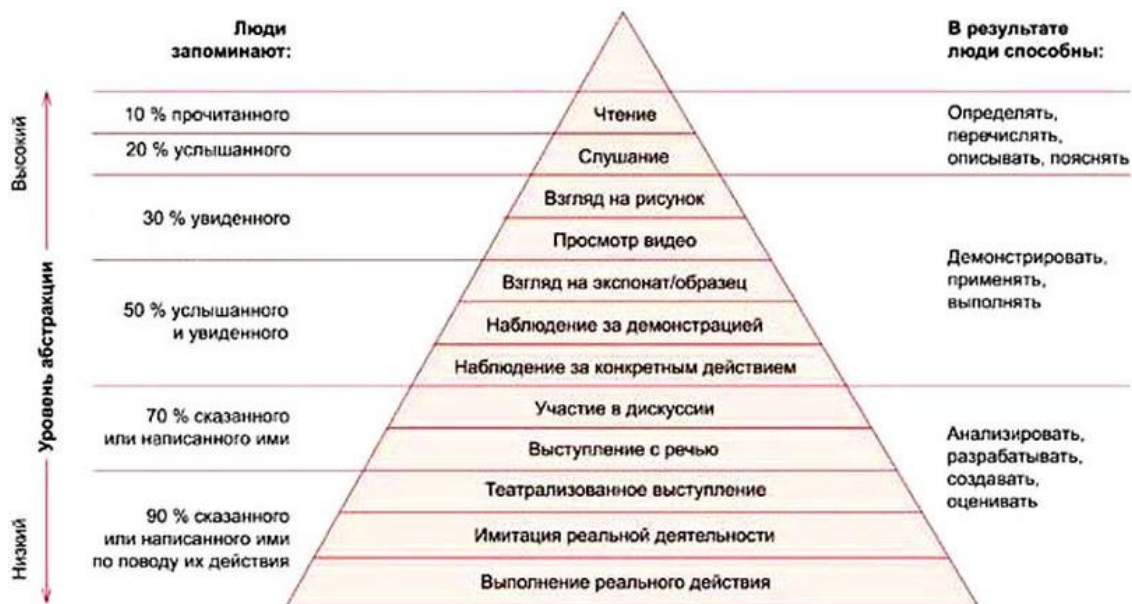 Люди
запоминают:
В результате
люди способны:
Уровень абстракции
Высокий
Низкий
10 % прочитанного
20 % услышанного
30 % увиденного
50 % услышанного
и увиденного
70 % сказанного
или написанного ими
90 % сказанного
или написанного ими
по поводу их действия
Чтение
Слушание
Взгляд на рисунок
Просмотр видео
Взгляд на экспонат/образец
Наблюдение за демонстрацией
Наблюдение за конкретным действием
Участие в дискуссии
Выступление с речью
Театрализованное выступление
Имитация реальной деятельности
Выполнение реального действия
Определять,
перечислять,
описывать, пояснять
Демонстрировать,
применять,
выполнять
Анализировать,
разрабатывать,
создавать,
оценивать